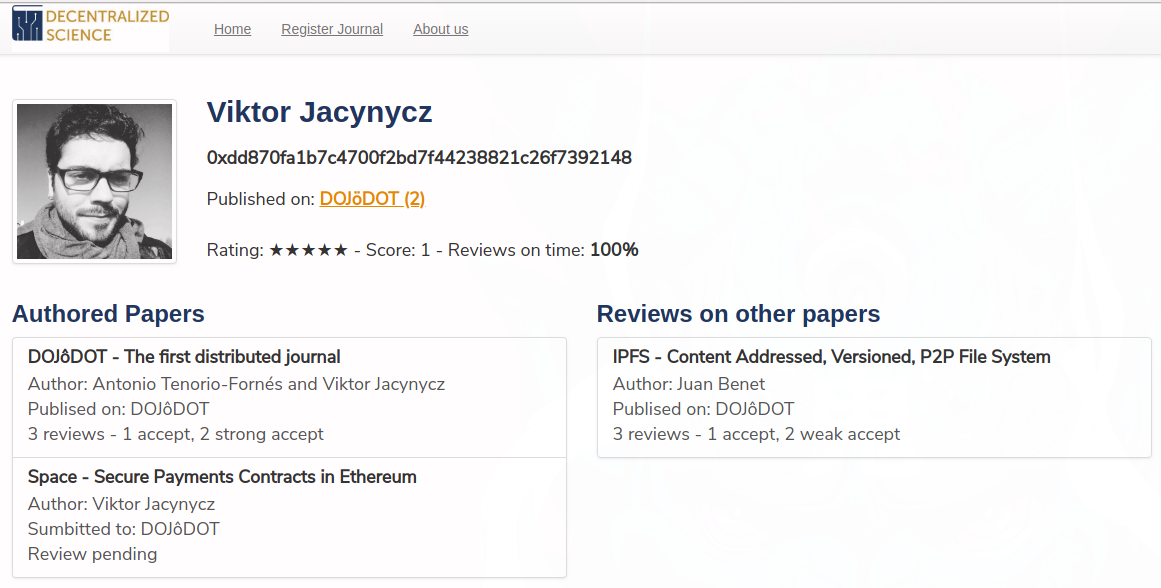 DECENTRALIZED
SCIENCE
Home Register Journal About us
Viktor Jacynycz
0xdd870fa1b7c4700f2bd7f44238821c26f7392148
Published on: DOJöDOT (2)
Rating: ★★★★★ - Score: 1 - Reviews on time: 100%
Authored Papers
DOJôDOT - The first distributed journal
Author: Antonio Tenorio-Fornés and Viktor Jacynycz
Publised on: DOJôDOT
3 reviews - 1 accept, 2 strong accept
Space - Secure Payments Contracts in Ethereum
Author: Viktor Jacynycz
Sumbitted to: DOJôDOT
Review pending
Reviews on other papers
IPFS - Content Addressed, Versioned, P2P File System
Author: Juan Benet
Publised on: DOJôDOT
3 reviews - 1 accept, 2 weak accept